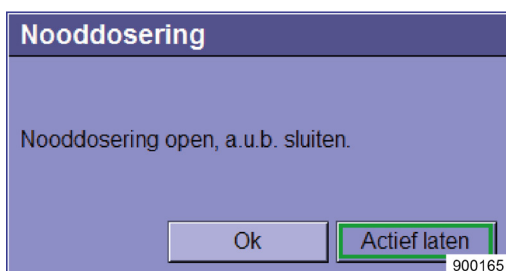 Nooddosering
Nooddosering open, a.u.b. sluiten.
Ok Actief laten
900165